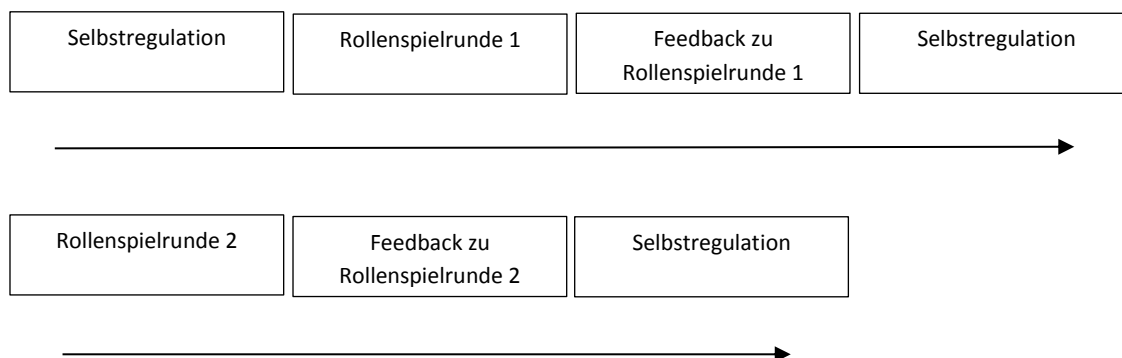 Selbstregulation
Rollenspielrunde 1
Feedback zu
Rollenspielrunde 1
Selbstregulation
Rollenspielrunde 2
Feedback zu
Rollenspielrunde 2
Selbstregulation